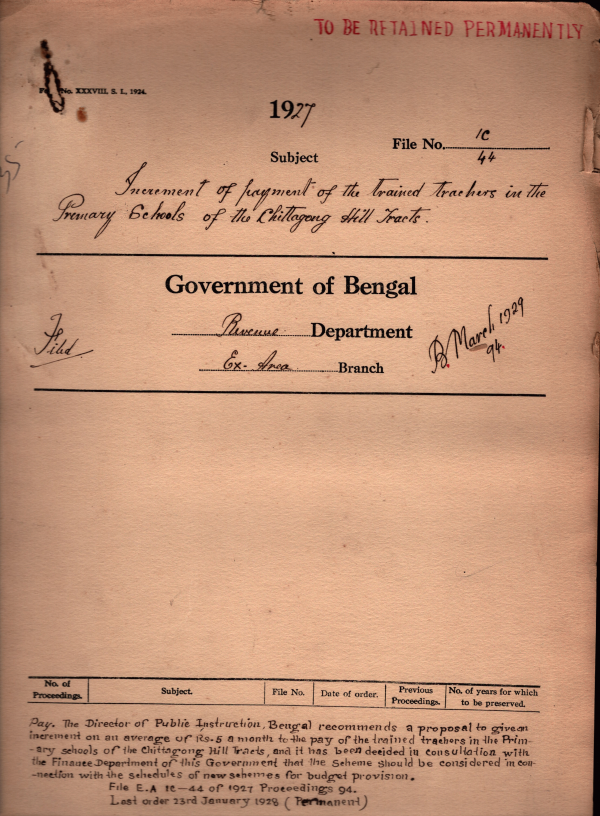 TO BE RETAINED PERMANENTLY
No. XXXVIII. S. L., 1924.
1927
File No. 1C
44
Subject
Increment of payment of the trained trachers in the
Premary Schools of the Chittagong Hill Tracts.
Government of Bengal
Revenue Department
Ex-Area Branch
Filed
B. March 1929
94.
No. of Proceedings. Subject. File No. Date of order. Previous Proceedings. No. of years for which to be preserved.
Pay. The Director of Public Instruction, Bengal recommends a proposal to give an
increment on an average of Rs-5 a month to the pay of the trained trachers in the Prim-
-ary schools of the Chittagong Hill Tracts, and it has been decided in consultation with
the Finance Department of this Government that the Scheme should be considered in con-
-nection with the schedules of new schemes for budget provision.
File E.A 1C-44 of 1927 Proceedings 94.
Last order 23rd January 1928 (Permanent)